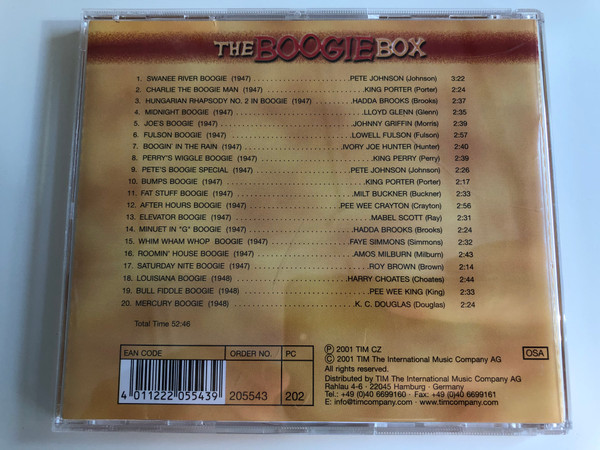 THE BOOGIE BOX
1. SWANEE RIVER BOOGIE (1947) ........ PETE JOHNSON (Johnson) 3:22
2. CHARLIE THE BOOGIE MAN (1947) ........ KING PORTER (Porter) 2:24
3. HUNGARIAN RHAPSODY NO. 2 IN BOOGIE (1947) ........ HADDA BROOKS (Brooks) 2:37
4. MIDNIGHT BOOGIE (1947) ........ LLOYD GLENN (Glenn) 2:35
5. JOE'S BOOGIE (1947) ........ JOHNNY GRIFFIN (Morris) 2:39
6. FULSON BOOGIE (1947) ........ LOWELL FULSON (Fulson) 2:57
7. BOOGIN' IN THE RAIN (1947) ........ IVORY JOE HUNTER (Hunter) 2:40
8. PERRY'S WIGGLE BOOGIE (1947) ........ KING PERRY (Perry) 2:39
9. PETE'S BOOGIE SPECIAL (1947) ........ PETE JOHNSON (Johnson) 2:26
10. BUMPS BOOGIE (1947) ........ KING PORTER (Porter) 2:17
11. FAT STUFF BOOGIE (1947) ........ MILT BUCKNER (Buckner) 2:33
12. AFTER HOURS BOOGIE (1947) ........ PEE WEE CRAYTON (Crayton) 2:56
13. ELEVATOR BOOGIE (1947) ........ MABEL SCOTT (Ray) 2:31
14. MINUET IN "G" BOOGIE (1947) ........ HADDA BROOKS (Brooks) 2:24
15. WHIM WHAM WHOP BOOGIE (1947) ........ FAYE SIMMONS (Simmons) 2:32
16. ROOMIN' HOUSE BOOGIE (1947) ........ AMOS MILBURN (Milburn) 2:43
17. SATURDAY NITE BOOGIE (1947) ........ ROY BROWN (Brown) 2:14
18. LOUISIANA BOOGIE (1948) ........ HARRY CHOATES (Choates) 2:44
19. BULL FIDDLE BOOGIE (1948) ........ PEE WEE KING (King) 2:33
20. MERCURY BOOGIE (1948) ........ K. C. DOUGLAS (Douglas) 2:24
Total Time 52:46
EAN CODE ORDER NO. PC
4 011222 055439 205543 202
Ⓟ 2001 TIM CZ
© 2001 TIM The International Music Company AG
All rights reserved.
Distributed by TIM The International Music Company AG
Rahlau 4-6 · 22045 Hamburg · Germany
Tel.: +49 (0)40 6699160 · Fax: +49 (0)40 6699161
E: info@timcompany.com · www.timcompany.com
OSA